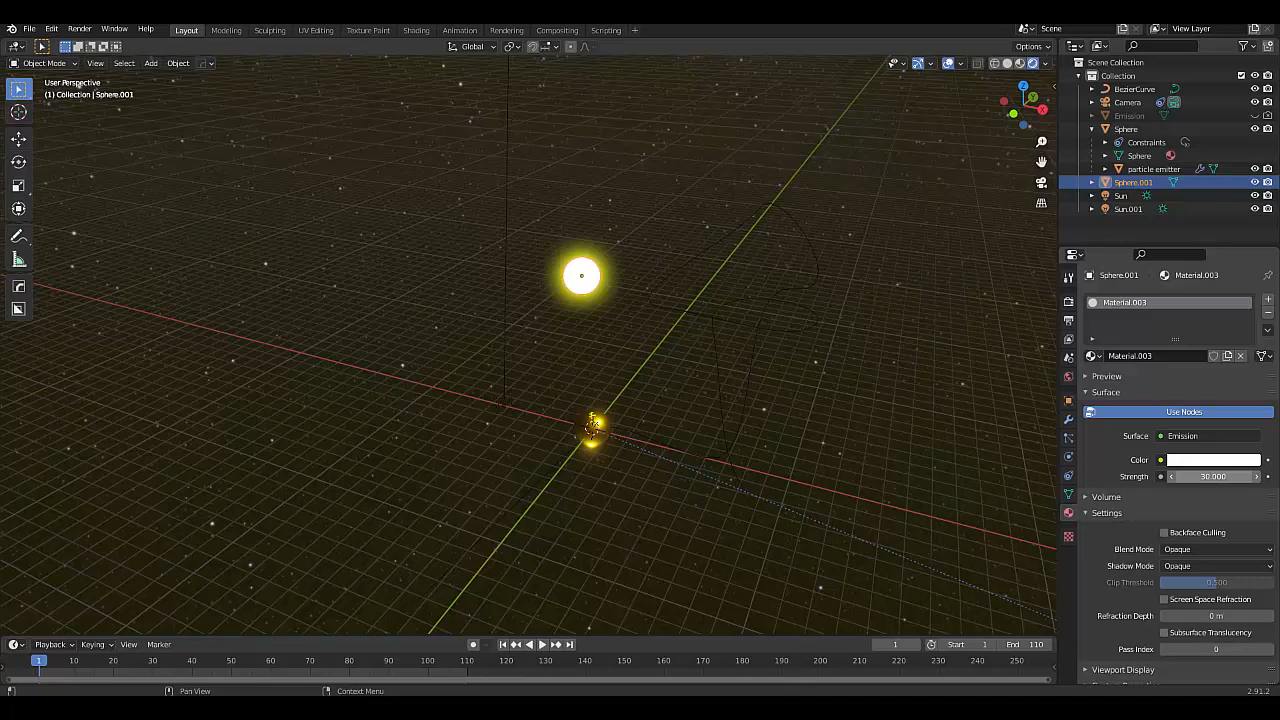 File Edit Render Window Help Layout Modeling Sculpting UV Editing Texture Paint Shading Animation Rendering Compositing Scripting + Scene View Layer
Global Options
Object Mode View Select Add Object
User Perspective
(1) Collection | Sphere.001
Z Y X
Scene Collection
Collection
BezierCurve
Camera
Emission
Sphere
Constraints
Sphere
particle emitter
Sphere.001
Sun
Sun.001
Sphere.001 Material.003
Material.003
Material.003
Preview
Surface
Use Nodes
Surface Emission
Color
Strength 30.000
Volume
Settings
Backface Culling
Blend Mode Opaque
Shadow Mode Opaque
Clip Threshold 0.500
Screen Space Refraction
Refraction Depth 0 m
Subsurface Translucency
Pass Index 0
Viewport Display
Playback Keying View Marker 1 Start 1 End 110
1 10 20 30 40 50 60 70 80 90 100 110 120 130 140 150 160 170 180 190 200 210 220 230 240 250
Pan View Context Menu 2.91.2